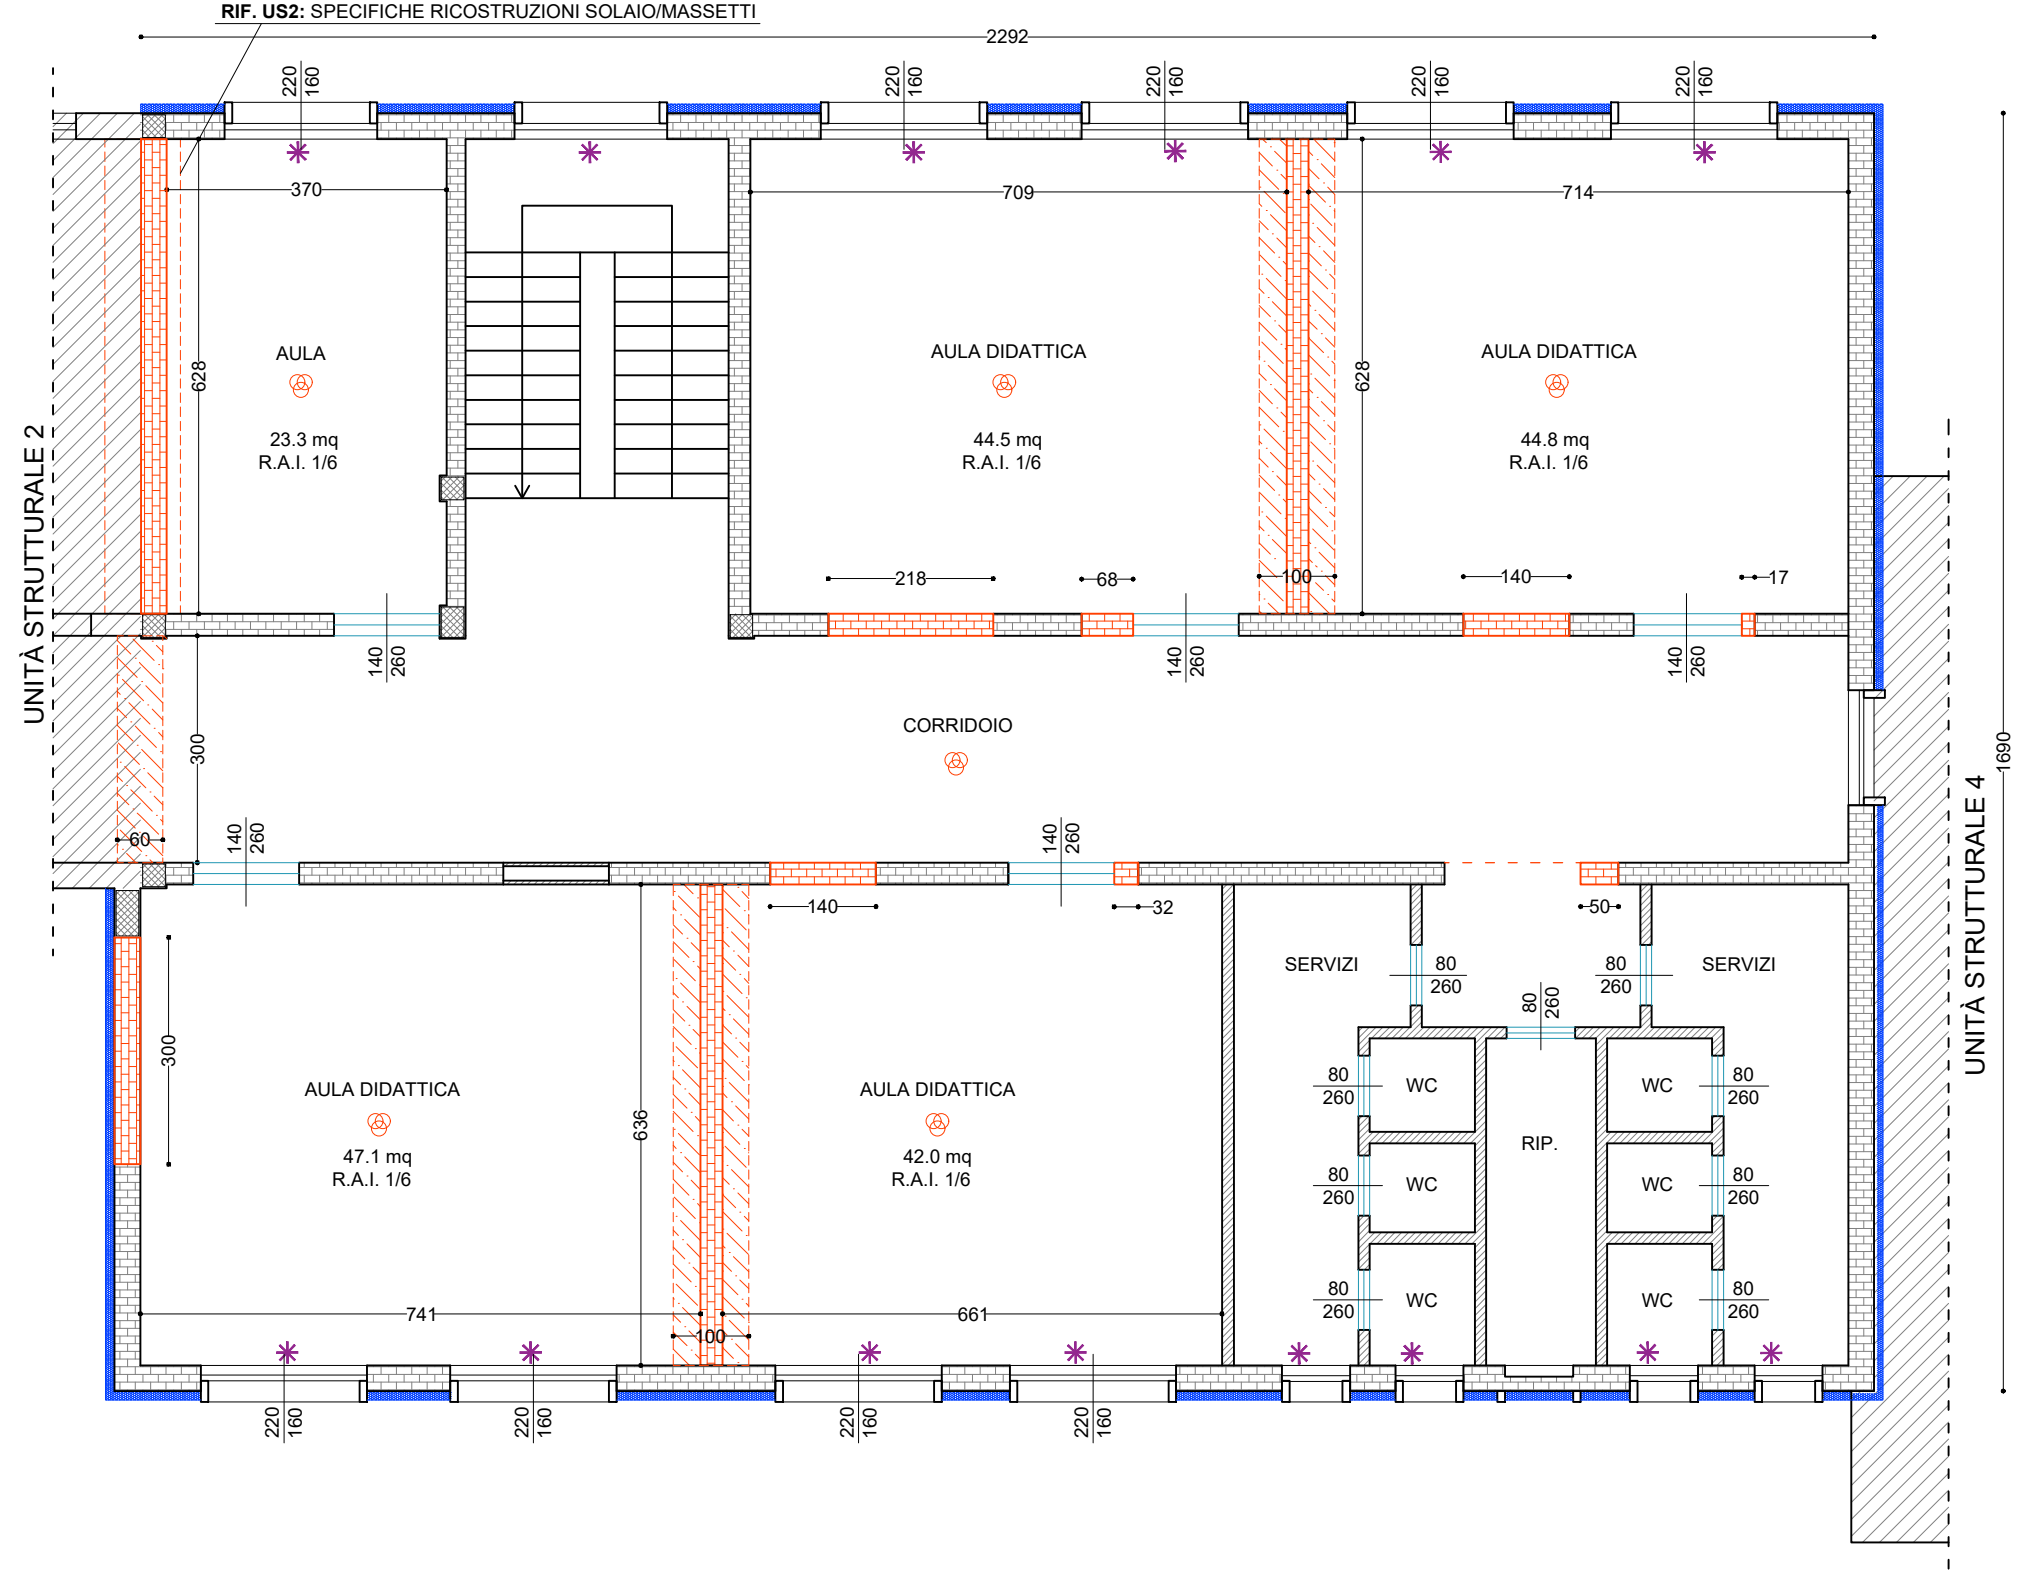 RIF. US2: SPECIFICHE RICOSTRUZIONI SOLAIO/MASSETTI
2292
220
160
220
160
220
160
220
160
220
160
370
709
714
628
628
AULA
23.3 mq
R.A.I. 1/6
AULA DIDATTICA
44.5 mq
R.A.I. 1/6
AULA DIDATTICA
44.8 mq
R.A.I. 1/6
UNITÀ STRUTTURALE 2
218
68
100
140
17
140
260
140
260
140
260
CORRIDOIO
300
1690
60
140
260
140
260
UNITÀ STRUTTURALE 4
140
32
50
SERVIZI
80
260
80
260
80
260
SERVIZI
300
636
AULA DIDATTICA
47.1 mq
R.A.I. 1/6
AULA DIDATTICA
42.0 mq
R.A.I. 1/6
80
260
WC
WC
80
260
RIP.
80
260
WC
WC
80
260
80
260
WC
WC
80
260
741
100
661
220
160
220
160
220
160
220
160